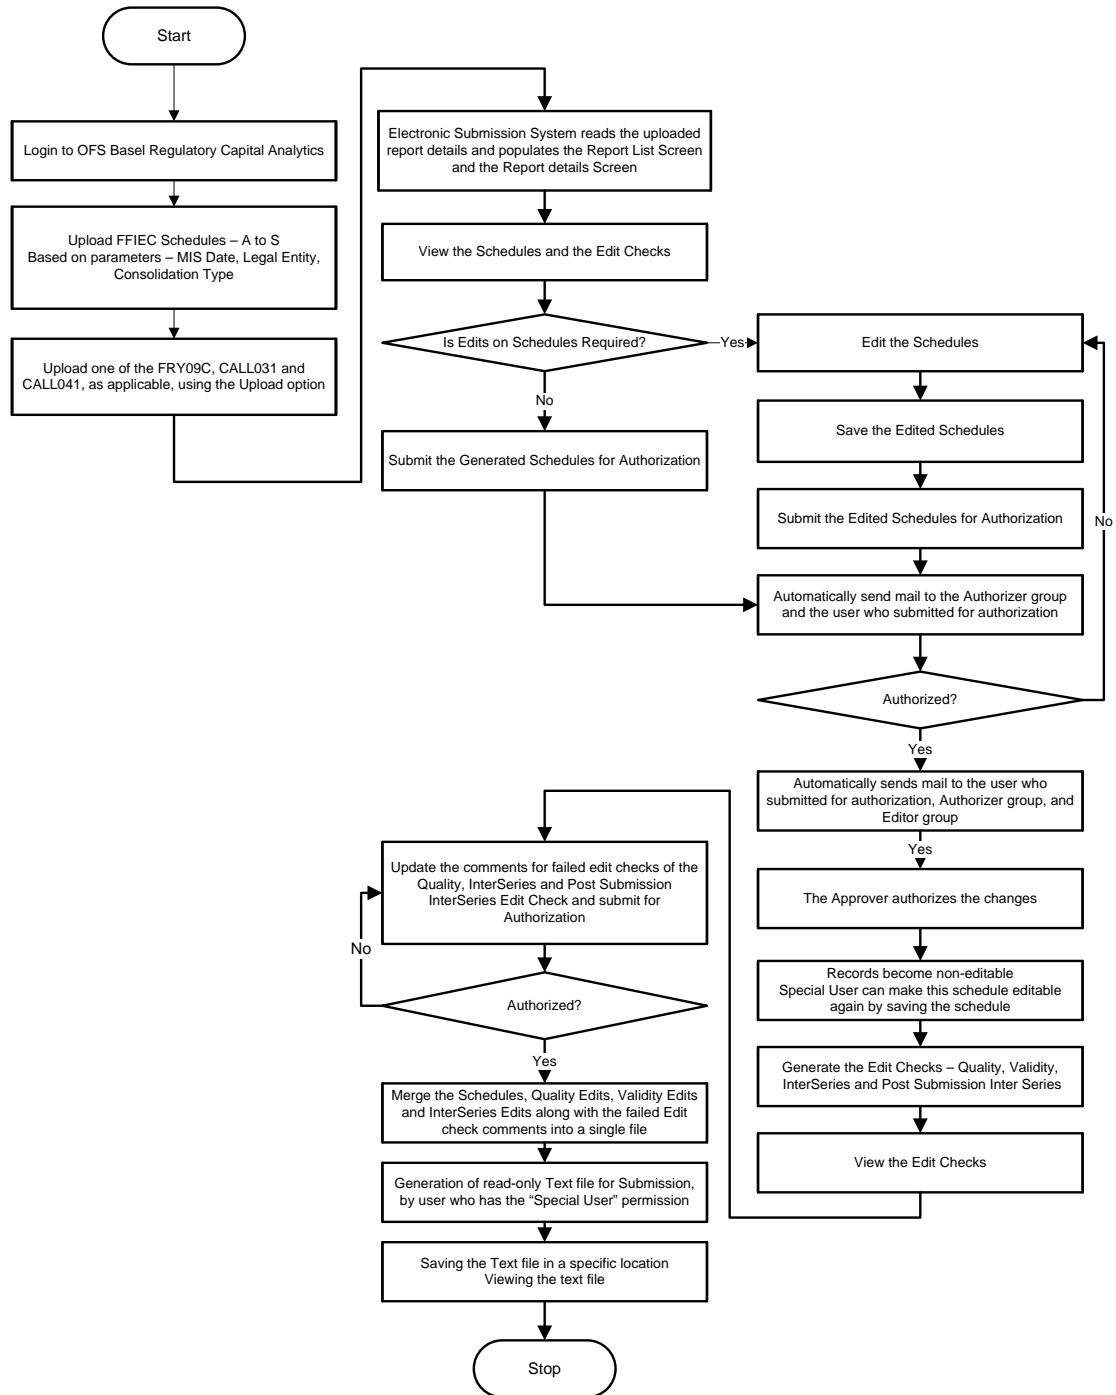 Start
Login to OFS Basel Regulatory Capital Analytics
Upload FFIEC Schedules – A to S
Based on parameters – MIS Date, Legal Entity,
Consolidation Type
Upload one of the FRY09C, CALL031 and
CALL041, as applicable, using the Upload option
Electronic Submission System reads the uploaded
report details and populates the Report List Screen
and the Report details Screen
View the Schedules and the Edit Checks
Is Edits on Schedules Required?
Yes
No
Submit the Generated Schedules for Authorization
Edit the Schedules
Save the Edited Schedules
Submit the Edited Schedules for Authorization
Automatically send mail to the Authorizer group
and the user who submitted for authorization
Authorized?
No
Yes
Automatically sends mail to the user who
submitted for authorization, Authorizer group, and
Editor group
Yes
The Approver authorizes the changes
Records become non-editable
Special User can make this schedule editable
again by saving the schedule
Generate the Edit Checks – Quality, Validity,
InterSeries and Post Submission Inter Series
View the Edit Checks
Update the comments for failed edit checks of the
Quality, InterSeries and Post Submission
InterSeries Edit Check and submit for
Authorization
No
Authorized?
Yes
Merge the Schedules, Quality Edits, Validity Edits
and InterSeries Edits along with the failed Edit
check comments into a single file
Generation of read-only Text file for Submission,
by user who has the “Special User” permission
Saving the Text file in a specific location
Viewing the text file
Stop